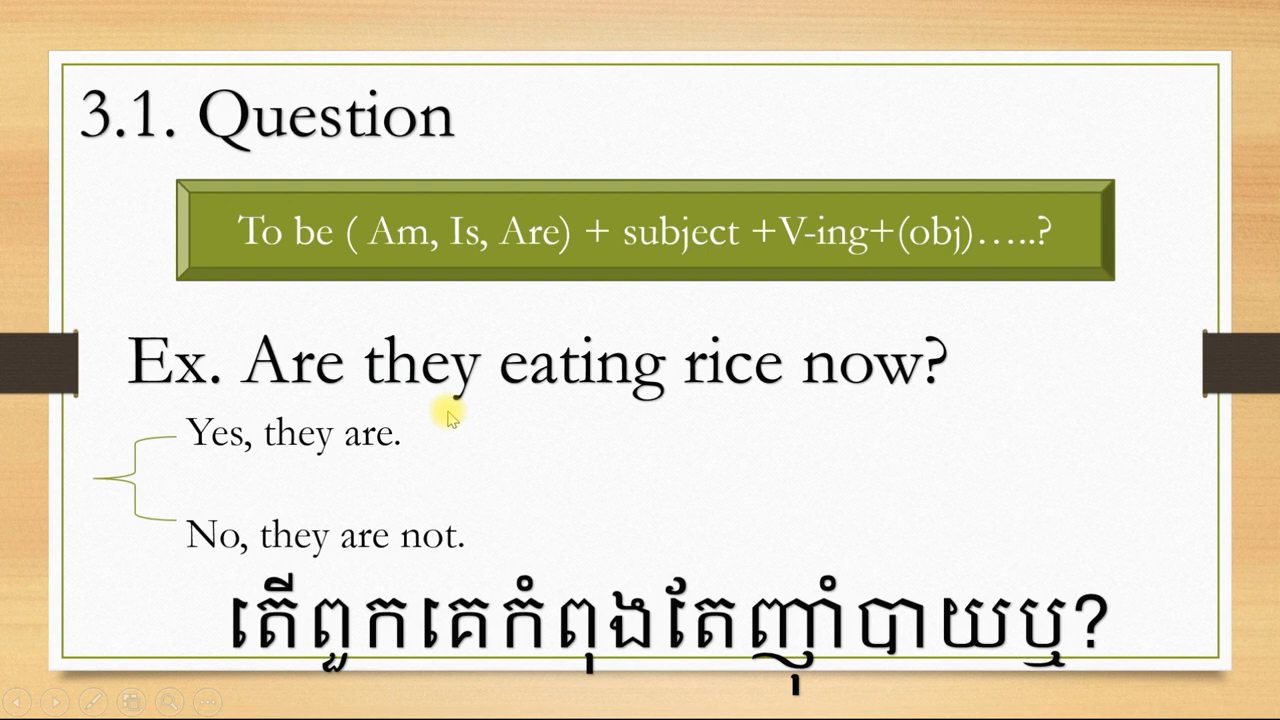 3.1. Question
To be ( Am, Is, Are) + subject +V-ing+(obj)…..?
Ex. Are they eating rice now?
Yes, they are.
No, they are not.
តើពួកគេកំពុងតែញ៉ាំបាយឬ?